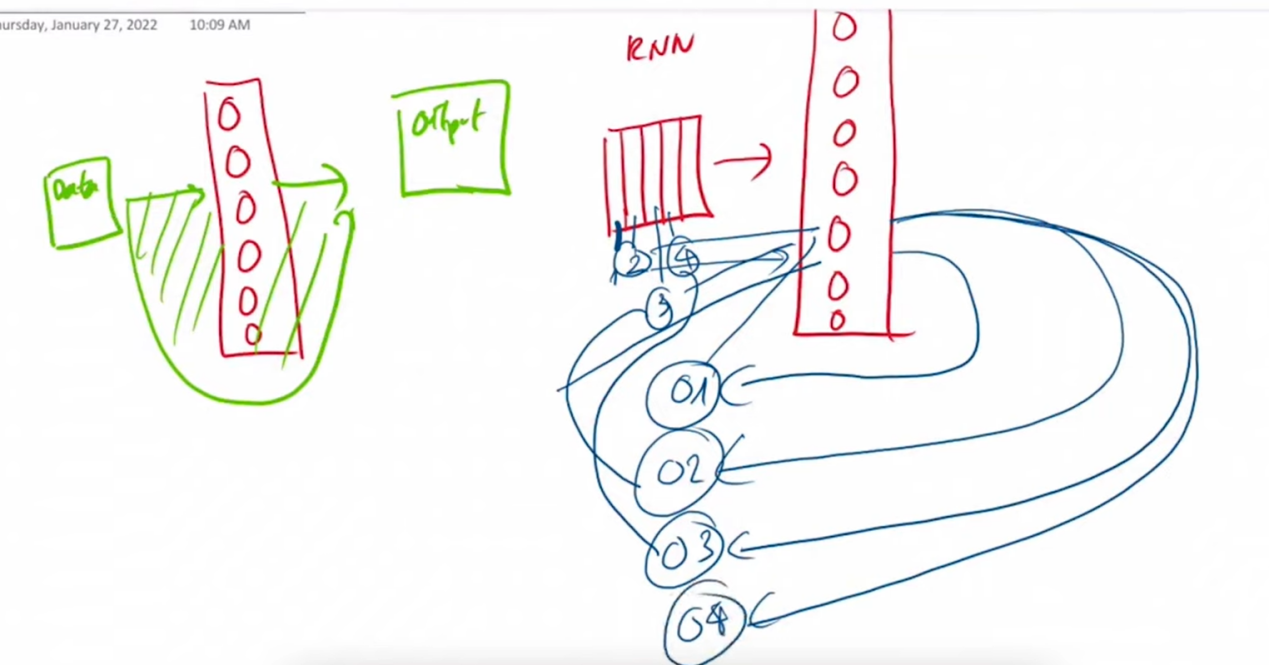 ursday, January 27, 2022 10:09 AM
RNN
Data
Output
2
4
3
O1
O2
O3
O4